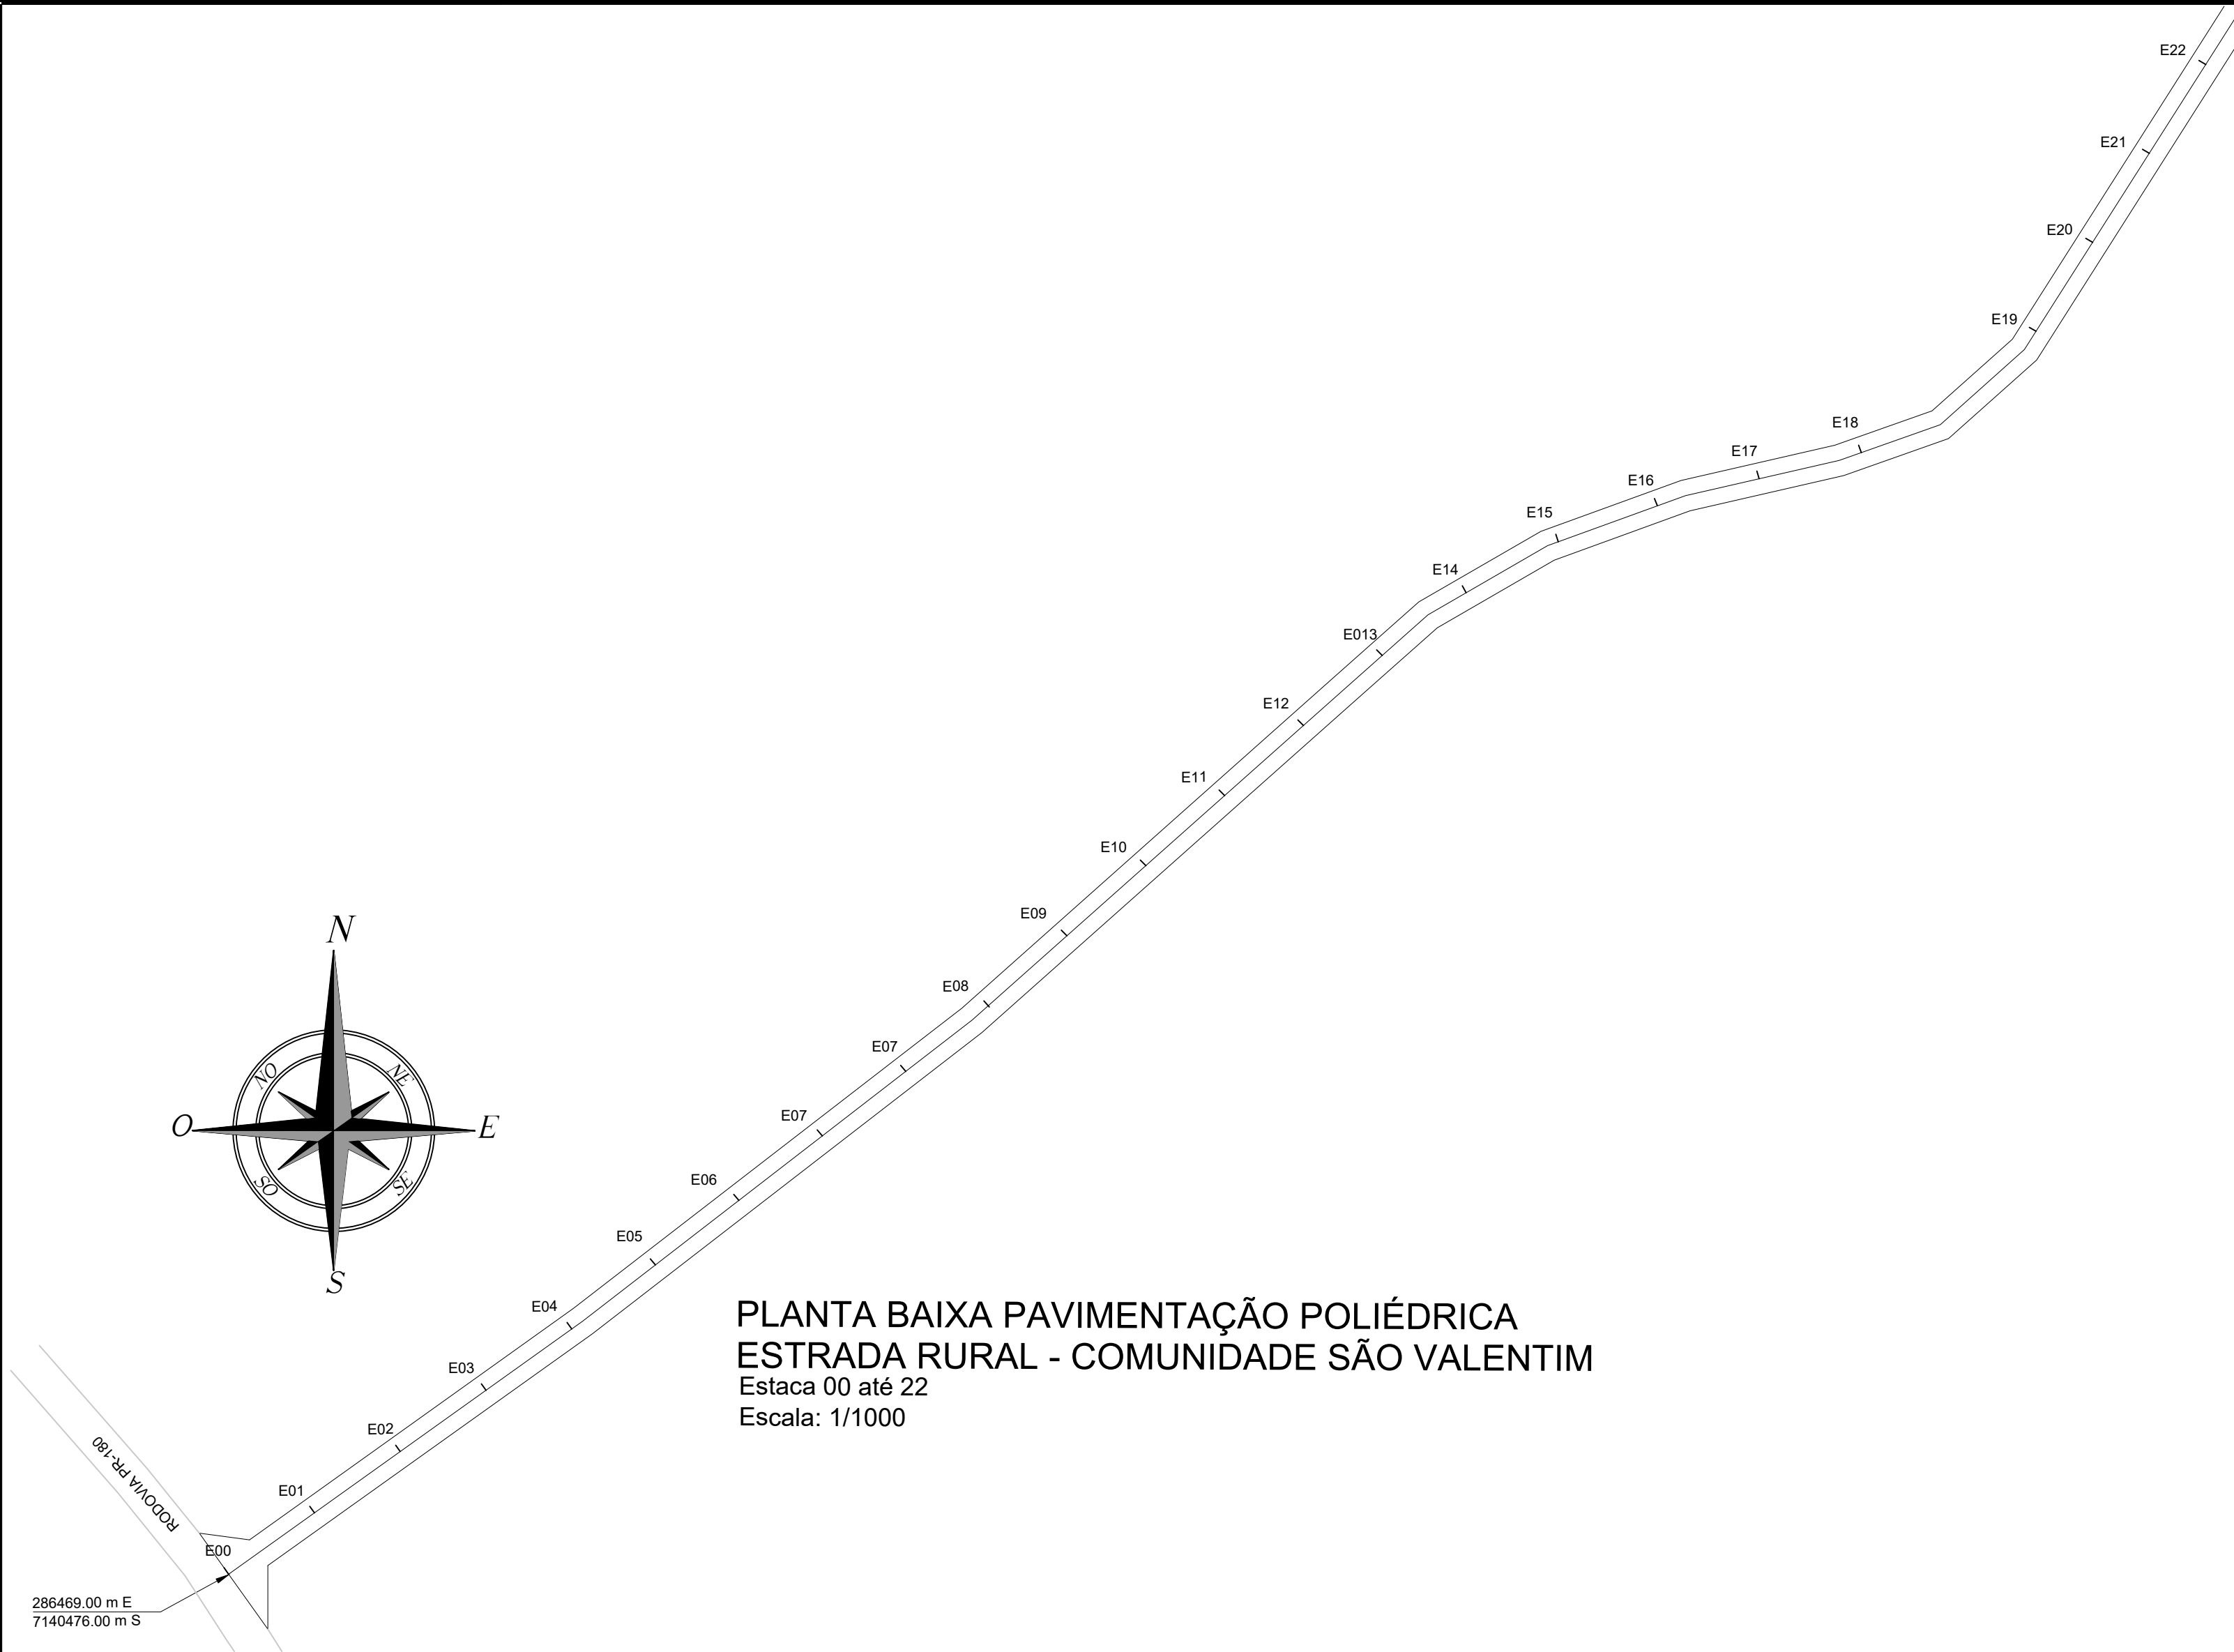 E22
E21
E20
E19
E18
E17
E16
E15
E14
E013
E12
E11
E10
E09
E08
E07
E07
E06
E05
E04
E03
E02
E01
E00
N
NO
NE
O
E
SO
SE
S
PLANTA BAIXA PAVIMENTAÇÃO POLIÉDRICA
ESTRADA RURAL - COMUNIDADE SÃO VALENTIM
Estaca 00 até 22
Escala: 1/1000
RODOVIA PR-180
286469.00 m E
7140476.00 m S